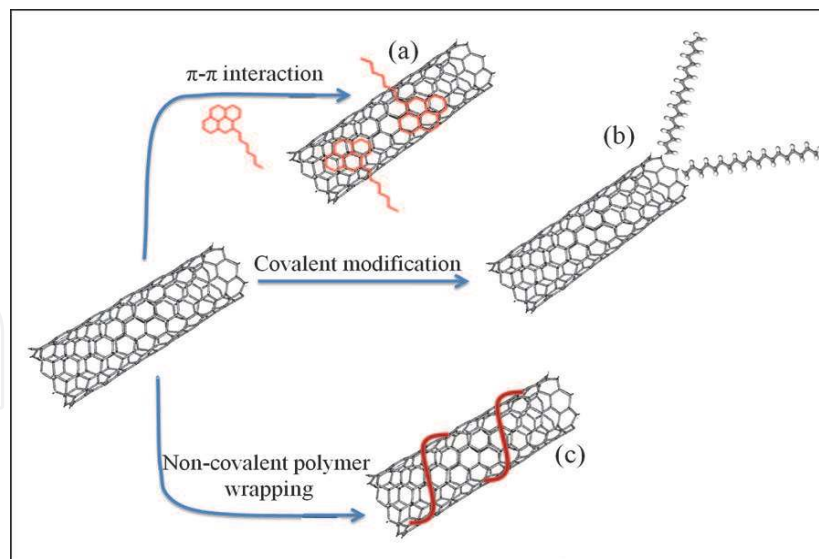 (a)
π-π interaction
(b)
Covalent modification
Non-covalent polymer
wrapping
(c)